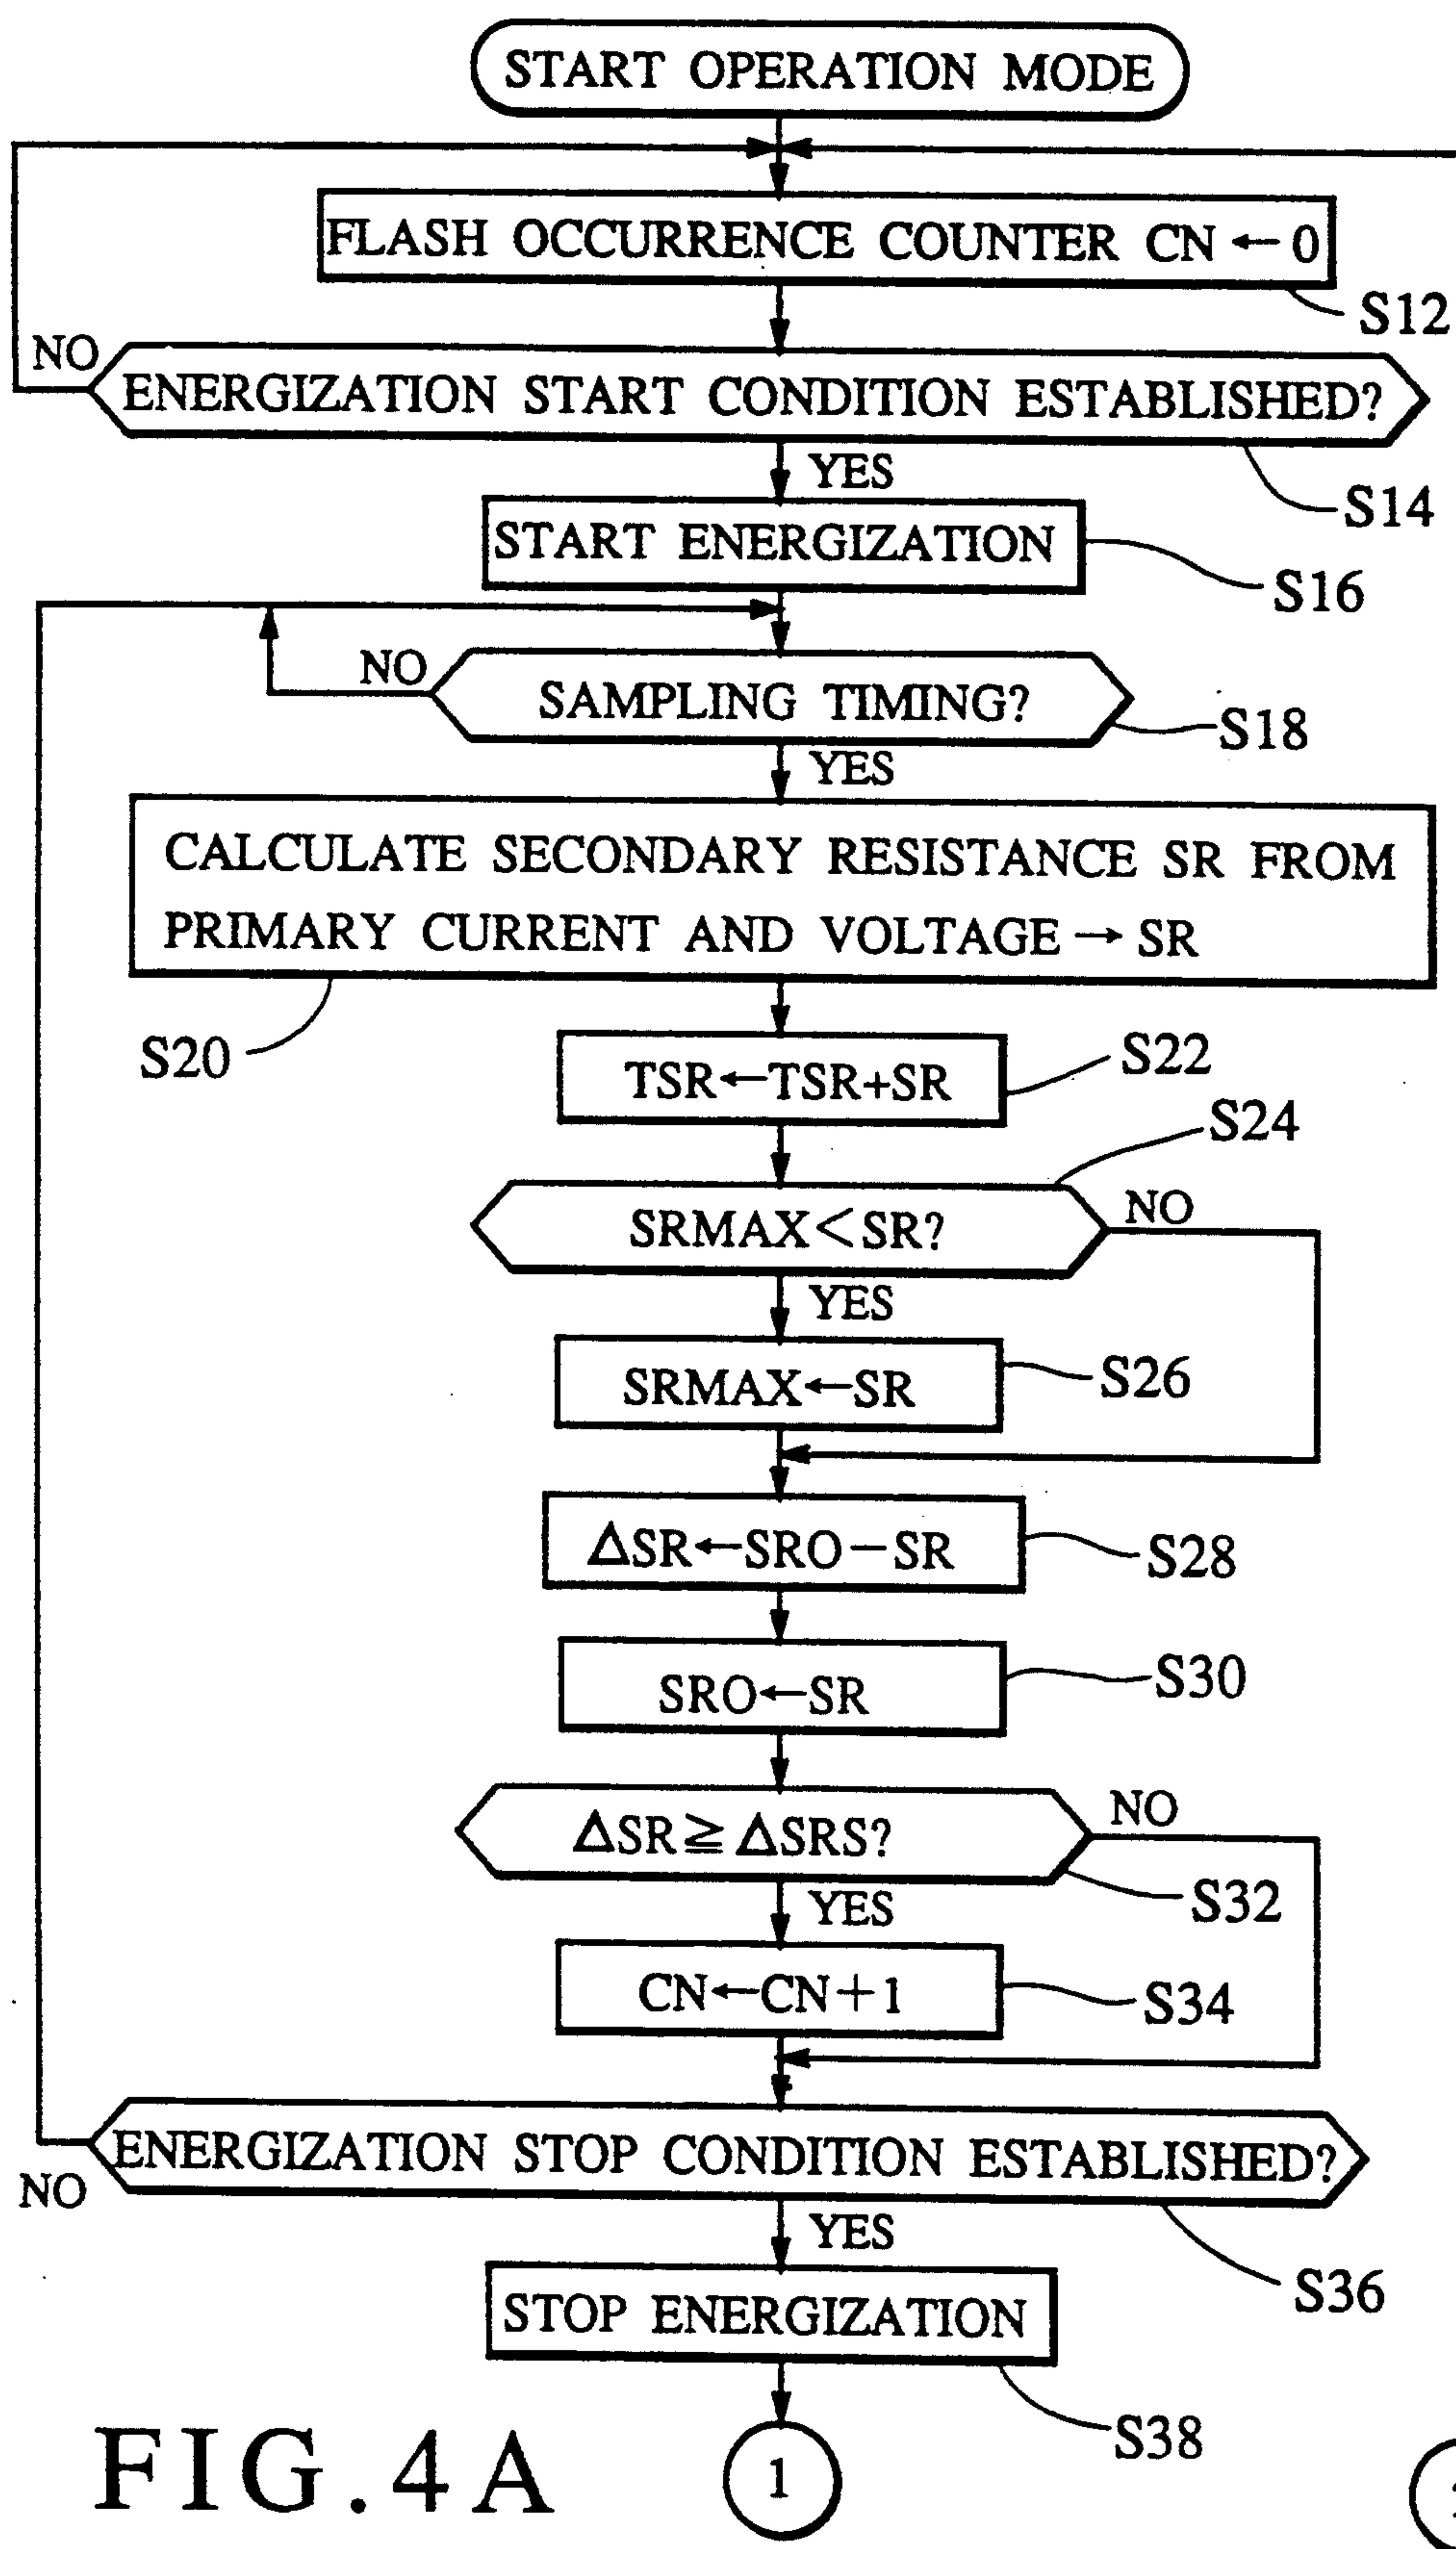 START OPERATION MODE
FLASH OCCURRENCE COUNTER CN ← 0
S12
NO
ENERGIZATION START CONDITION ESTABLISHED?
YES
S14
START ENERGIZATION
S16
NO
SAMPLING TIMING?
S18
YES
CALCULATE SECONDARY RESISTANCE SR FROM
PRIMARY CURRENT AND VOLTAGE → SR
S20
S22
TSR←TSR+SR
S24
SRMAX<SR?
NO
YES
SRMAX←SR
S26
ΔSR←SRO−SR
S28
SRO←SR
S30
ΔSR≧ΔSRS?
NO
S32
YES
CN←CN+1
S34
ENERGIZATION STOP CONDITION ESTABLISHED?
NO
YES
S36
STOP ENERGIZATION
S38
FIG.4A
1